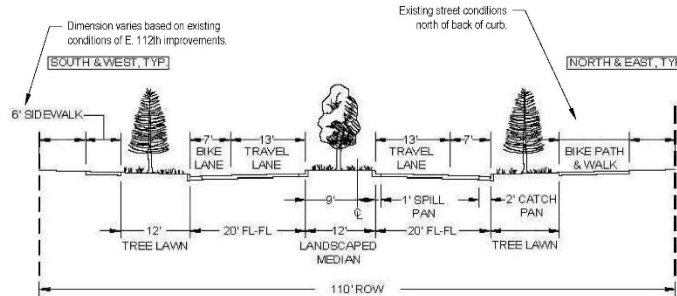 Dimension varies based on existing
conditions of E. 112th improvements.
Existing street conditions
north of back of curb.
SOUTH & WEST, TYP.
NORTH & EAST, TYP
6' SIDEWALK
7'
BIKE
LANE
13'
TRAVEL
LANE
13'
TRAVEL
LANE
7'
BIKE PATH
& WALK
9'
℄
1' SPILL
PAN
2' CATCH
PAN
12'
TREE LAWN
20' FL-FL
12'
LANDSCAPED
MEDIAN
20' FL-FL
TREE LAWN
110' ROW